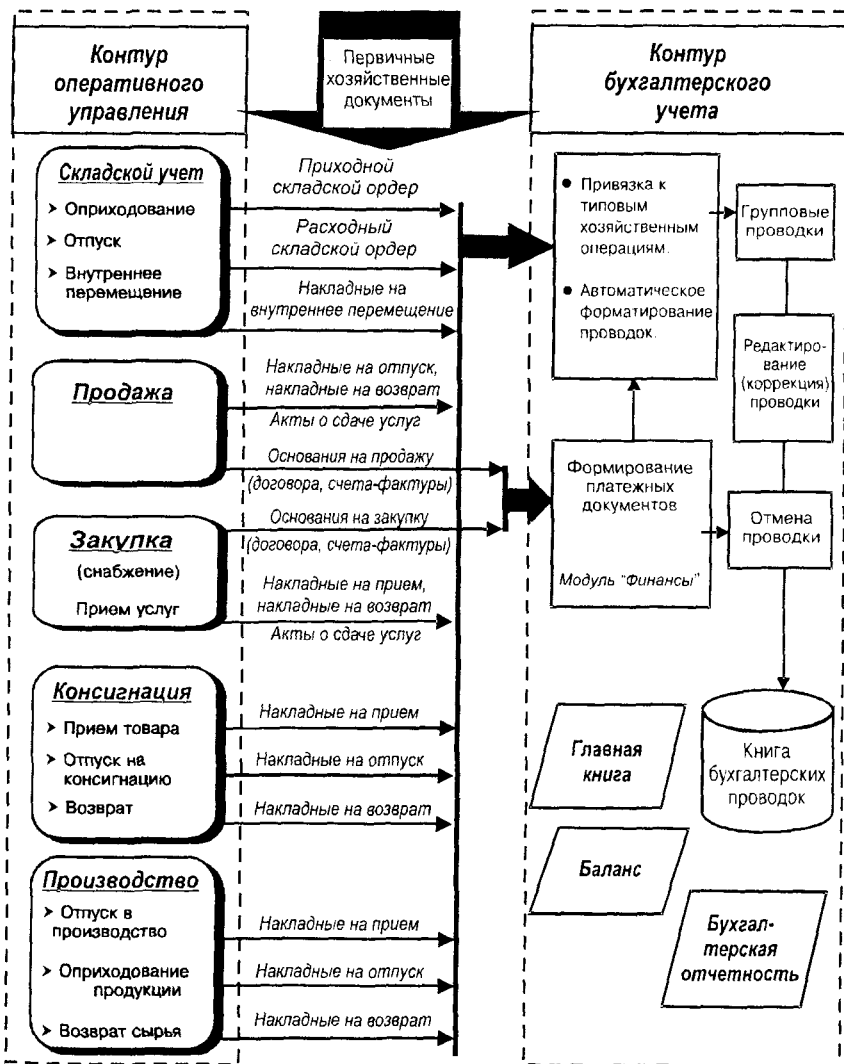 Контур
оперативного
управления
Первичные
хозяйственные
документы
Контур
бухгалтерского
учета
Складской учет
➤ Оприходование
➤ Отпуск
➤ Внутреннее
перемещение
Приходной
складской ордер
Расходный
складской ордер
Накладные на
внутреннее перемещение
Продажа
Накладные на отпуск,
накладные на возврат
Акты о сдаче услуг
Основания на продажу
(договора, счета-фактуры)
Закупка
(снабжение)
Прием услуг
Основания на закупку
(договора, счета-фактуры)
Накладные на прием,
накладные на возврат
Акты о сдаче услуг
Консигнация
➤ Прием товара
➤ Отпуск на
консигнацию
➤ Возврат
Накладные на прием
Накладные на отпуск
Накладные на возврат
Производство
➤ Отпуск в
производство
➤ Оприходование
продукции
➤ Возврат сырья
Накладные на прием
Накладные на отпуск
Накладные на возврат
● Привязка к
типовым
хозяйственным
операциям.
● Автоматическое
форматирование
проводок.
Групповые
проводки
Редактиро-
вание
(коррекция)
проводки
Формирование
платежных
документов
Модуль "Финансы"
Отмена
проводки
Главная
книга
Книга
бухгалтерских
проводок
Баланс
Бухгал-
терская
отчетность